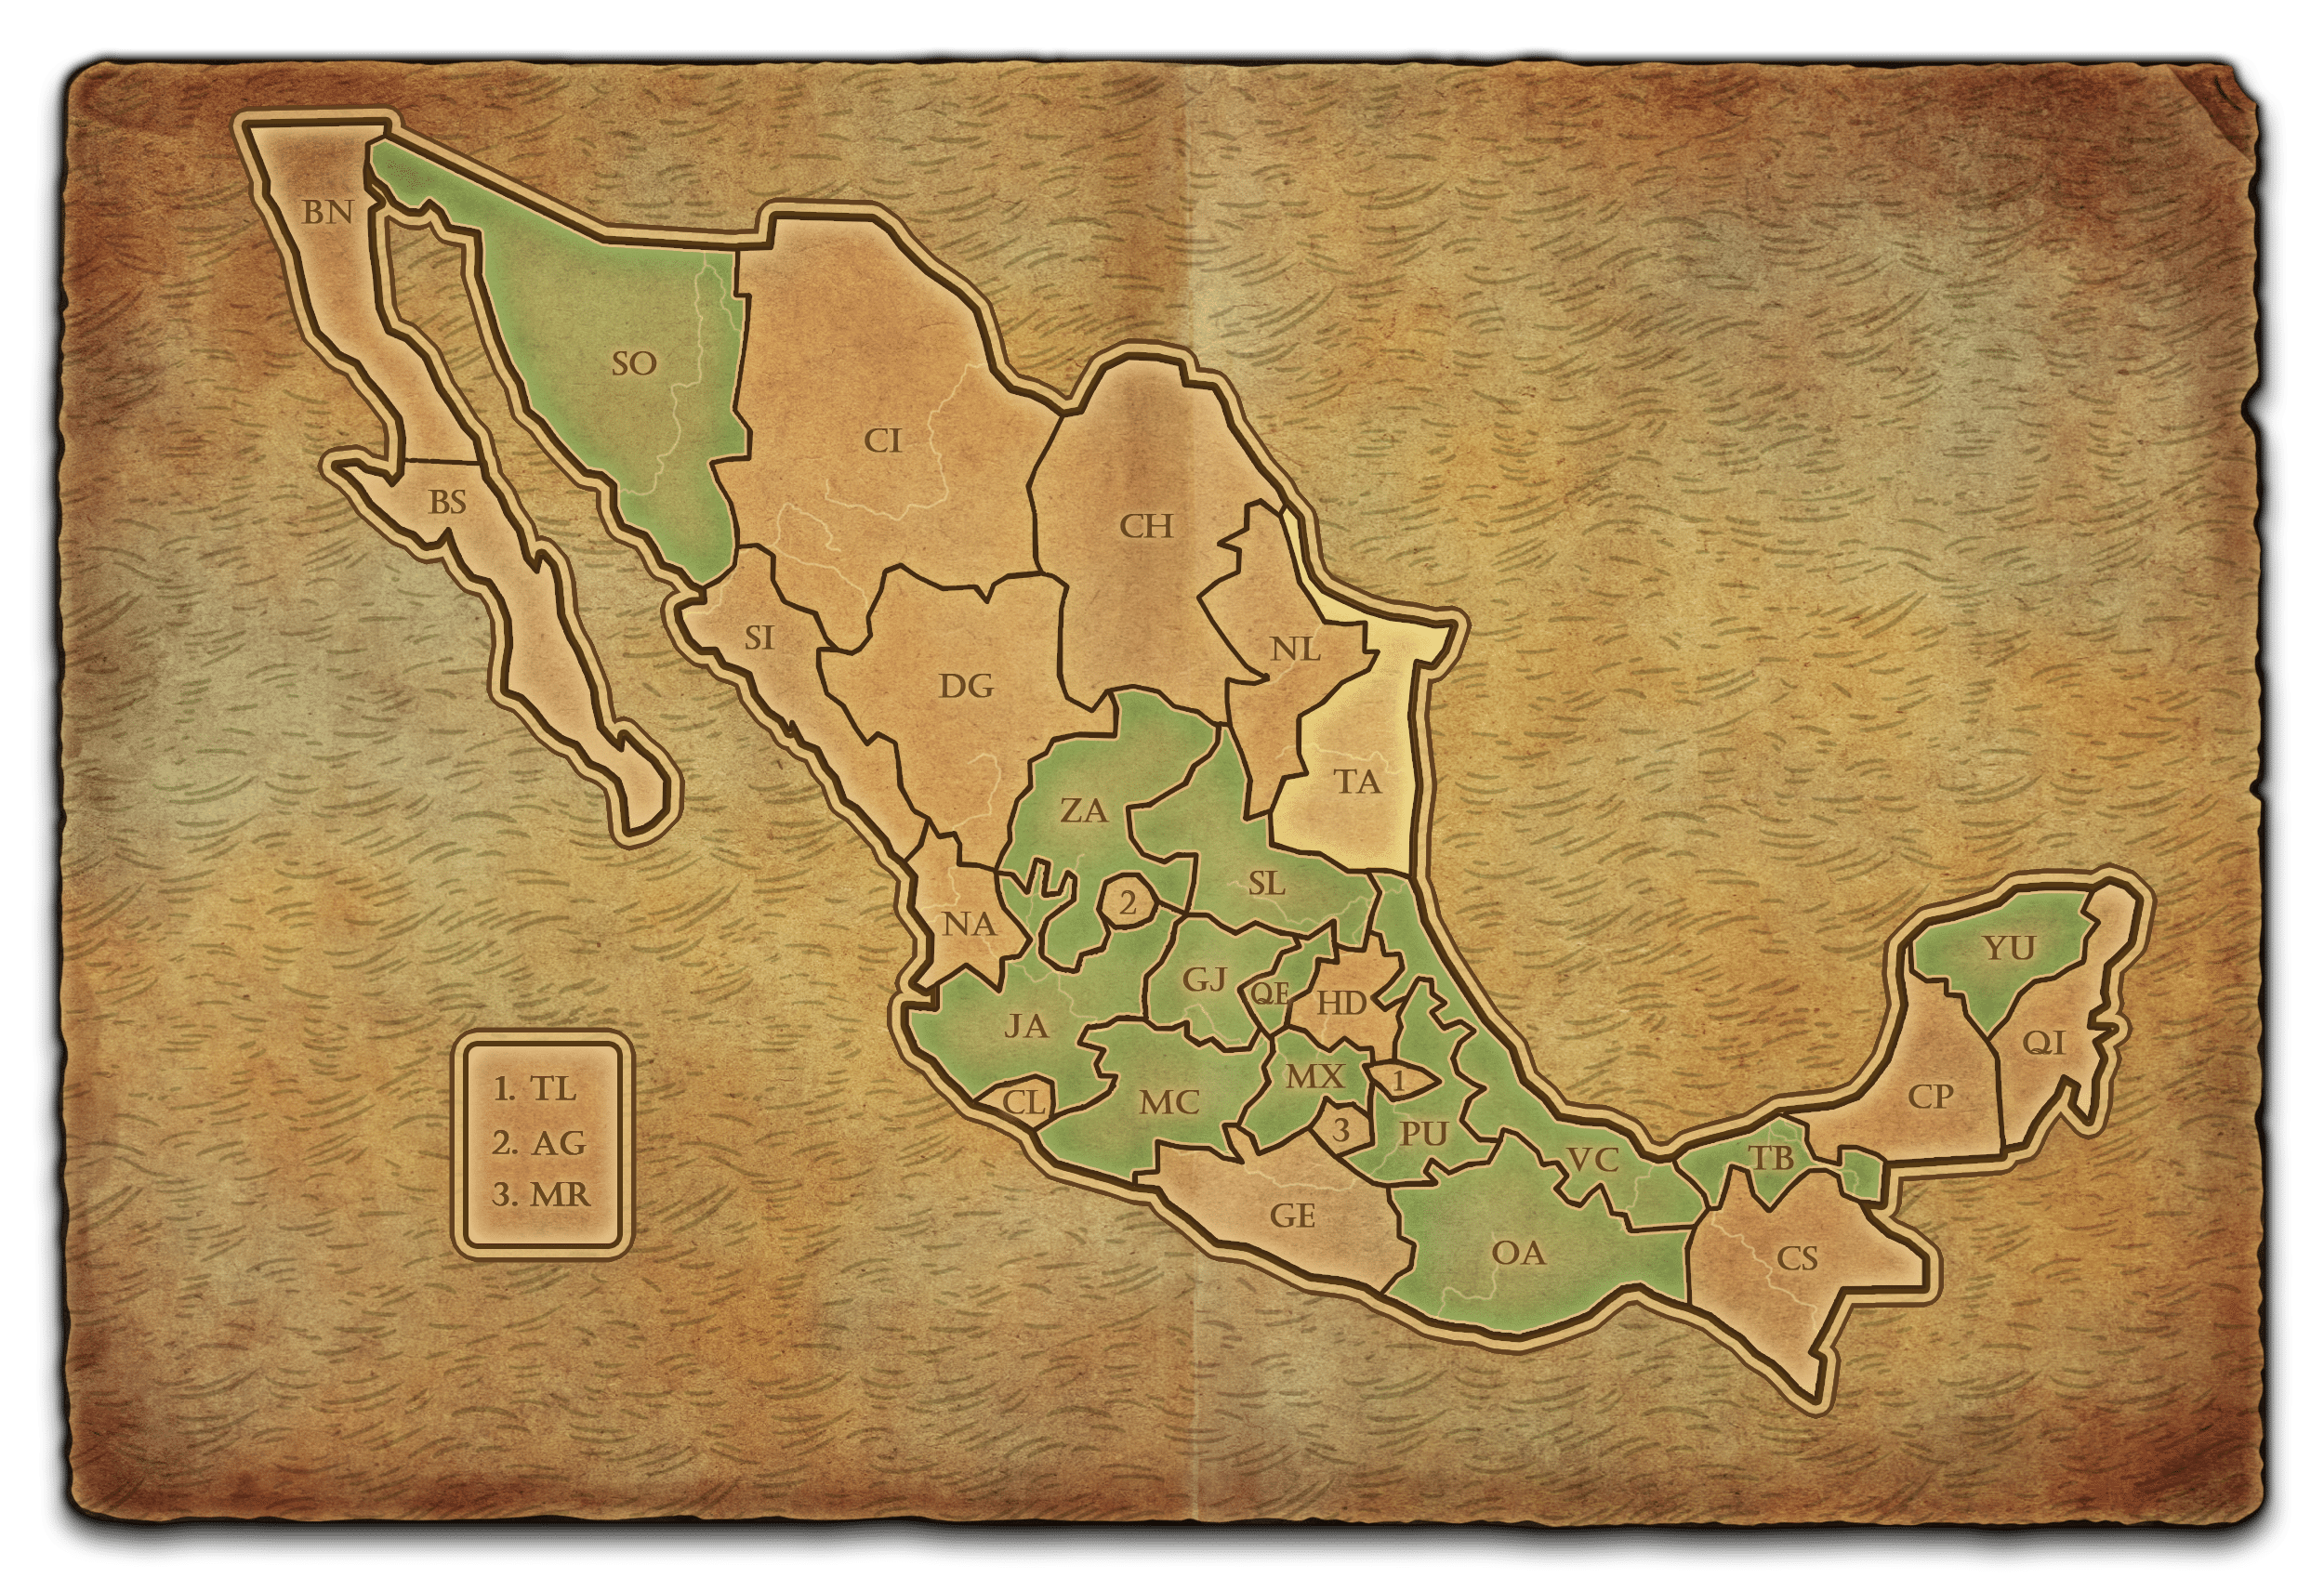 BN
SO
CI
BS
CH
SI
NL
DG
TA
ZA
SL
2
NA
YU
GJ
QE
HD
JA
QI
MX
1
CL
MC
CP
3
PU
VC
TB
GE
OA
CS
1. TL
2. AG
3. MR